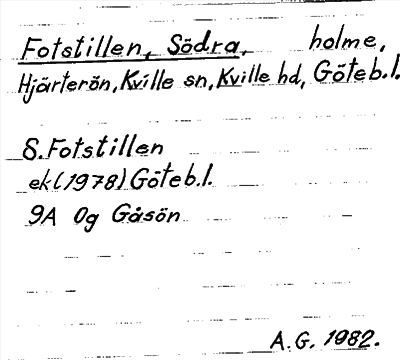 Fotstillen, Södra, holme,
Hjärterön, Kville sn, Kville hd, Göteb.l.
S. Fotstillen
ek (1978) Göteb.l.
9A 0g Gåsön
A.G. 1982.